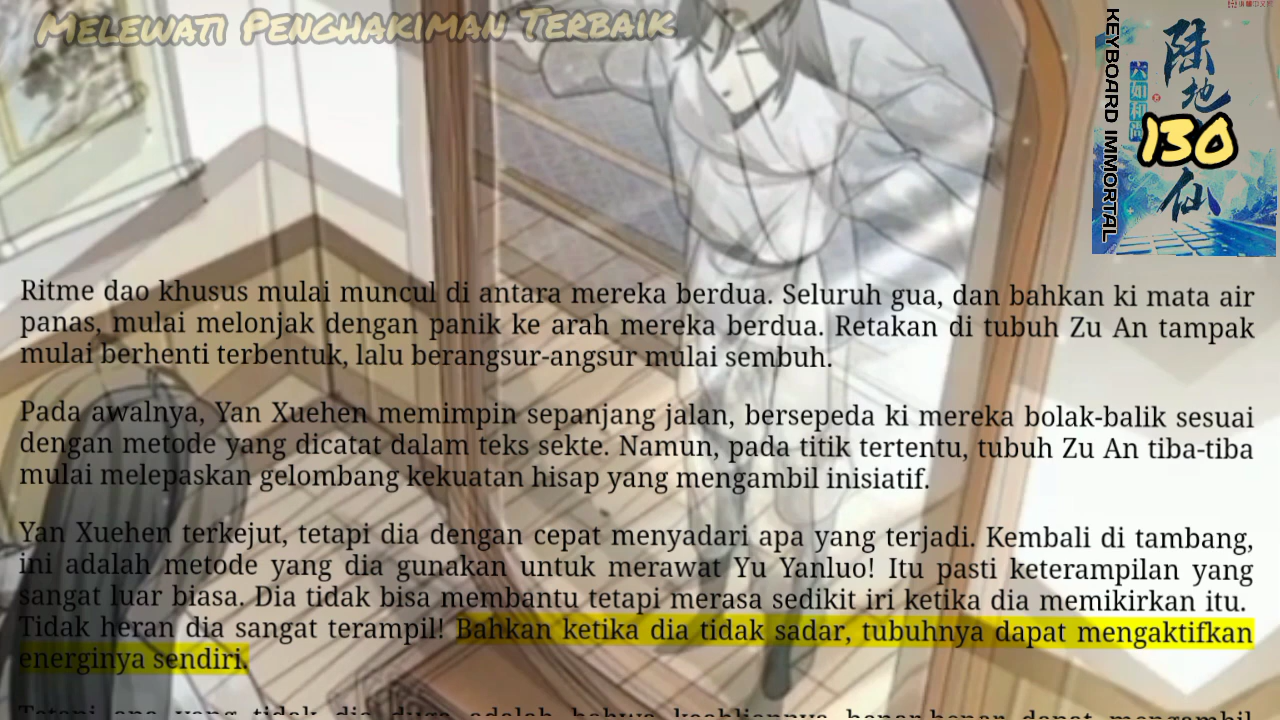 Melewati Penghakiman Terbaik
KEYBOARD IMMORTAL
陆地
130
仙
Ritme dao khusus mulai muncul di antara mereka berdua. Seluruh gua, dan bahkan ki mata air
panas, mulai melonjak dengan panik ke arah mereka berdua. Retakan di tubuh Zu An tampak
mulai berhenti terbentuk, lalu berangsur-angsur mulai sembuh.
Pada awalnya, Yan Xuehen memimpin sepanjang jalan, bersepeda ki mereka bolak-balik sesuai
dengan metode yang dicatat dalam teks sekte. Namun, pada titik tertentu, tubuh Zu An tiba-tiba
mulai melepaskan gelombang kekuatan hisap yang mengambil inisiatif.
Yan Xuehen terkejut, tetapi dia dengan cepat menyadari apa yang terjadi. Kembali di tambang,
ini adalah metode yang dia gunakan untuk merawat Yu Yanluo! Itu pasti keterampilan yang
sangat luar biasa. Dia tidak bisa membantu tetapi merasa sedikit iri ketika dia memikirkan itu.
Tidak heran dia sangat terampil! Bahkan ketika dia tidak sadar, tubuhnya dapat mengaktifkan
energinya sendiri.